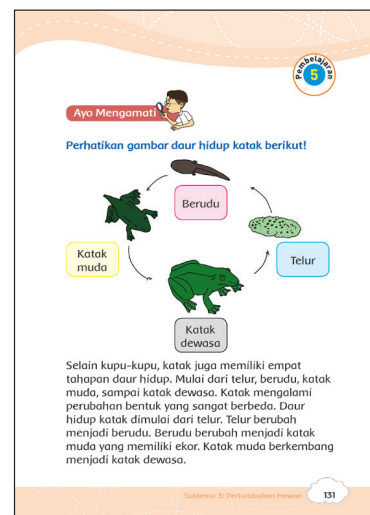 Pembelajaran
5
Ayo Mengamati
Perhatikan gambar daur hidup katak berikut!
Berudu
Katak
muda
Telur
Katak
dewasa
Selain kupu-kupu, katak juga memiliki empat
tahapan daur hidup. Mulai dari telur, berudu, katak
muda, sampai katak dewasa. Katak mengalami
perubahan bentuk yang sangat berbeda. Daur
hidup katak dimulai dari telur. Telur berubah
menjadi berudu. Berudu berubah menjadi katak
muda yang memiliki ekor. Katak muda berkembang
menjadi katak dewasa.
Subtema 3: Pertumbuhan Hewan
131